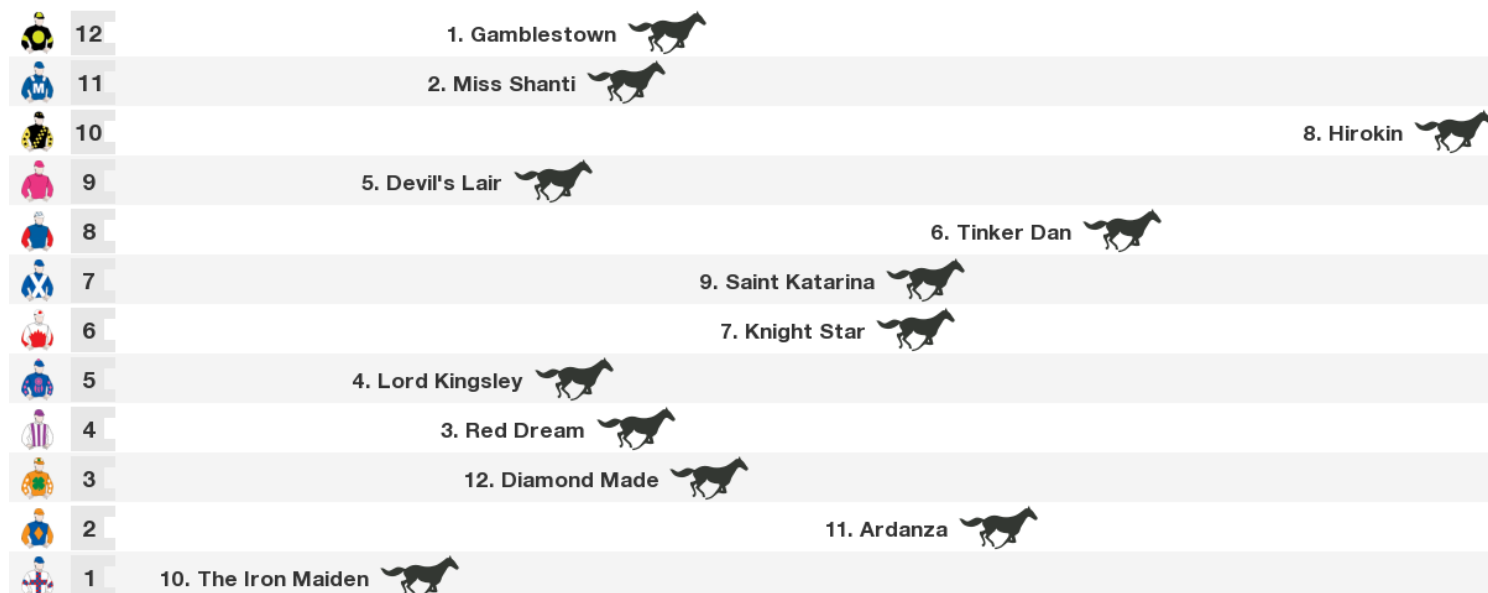 12 1. Gamblestown
11 M 2. Miss Shanti
10 8. Hirokin
9 5. Devil's Lair
8 6. Tinker Dan
7 9. Saint Katarina
6 7. Knight Star
5 4. Lord Kingsley
4 3. Red Dream
3 12. Diamond Made
2 11. Ardanza
1 10. The Iron Maiden